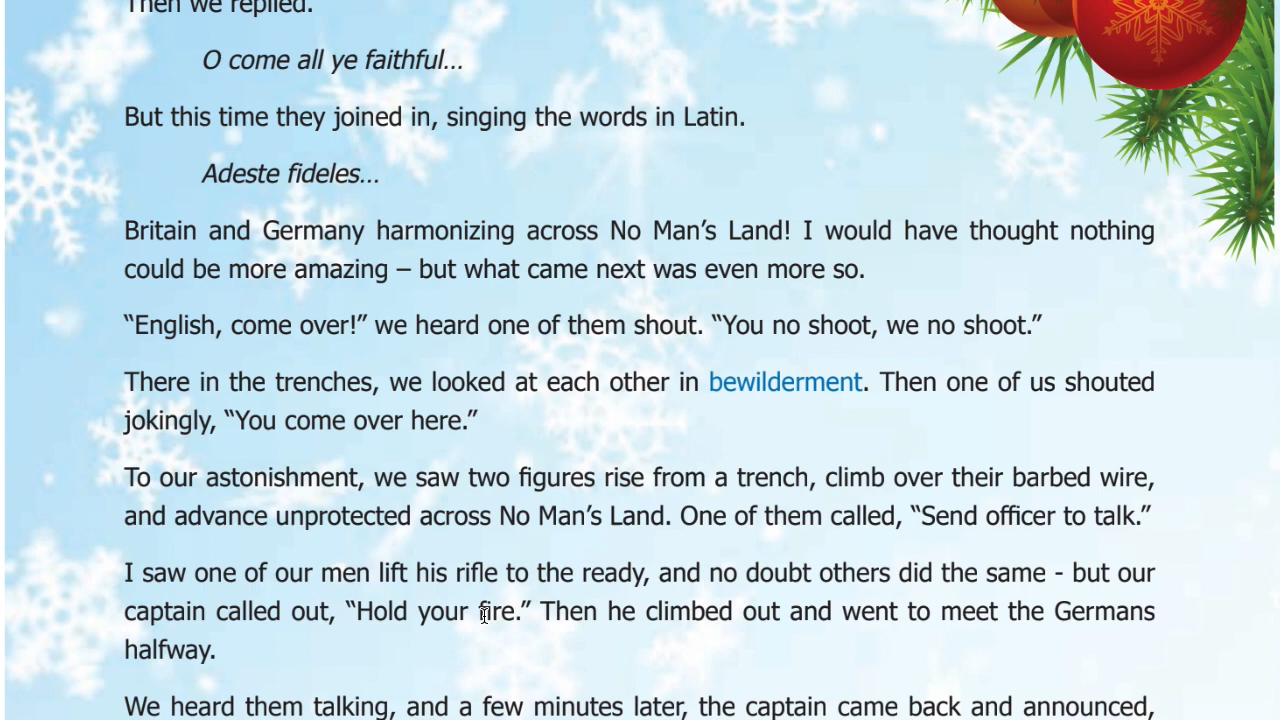 Then we replied.
O come all ye faithful…
But this time they joined in, singing the words in Latin.
Adeste fideles…
Britain and Germany harmonizing across No Man’s Land! I would have thought nothing
could be more amazing – but what came next was even more so.
“English, come over!” we heard one of them shout. “You no shoot, we no shoot.”
There in the trenches, we looked at each other in bewilderment. Then one of us shouted
jokingly, “You come over here.”
To our astonishment, we saw two figures rise from a trench, climb over their barbed wire,
and advance unprotected across No Man’s Land. One of them called, “Send officer to talk.”
I saw one of our men lift his rifle to the ready, and no doubt others did the same - but our
captain called out, “Hold your fire.” Then he climbed out and went to meet the Germans
halfway.
We heard them talking, and a few minutes later, the captain came back and announced,